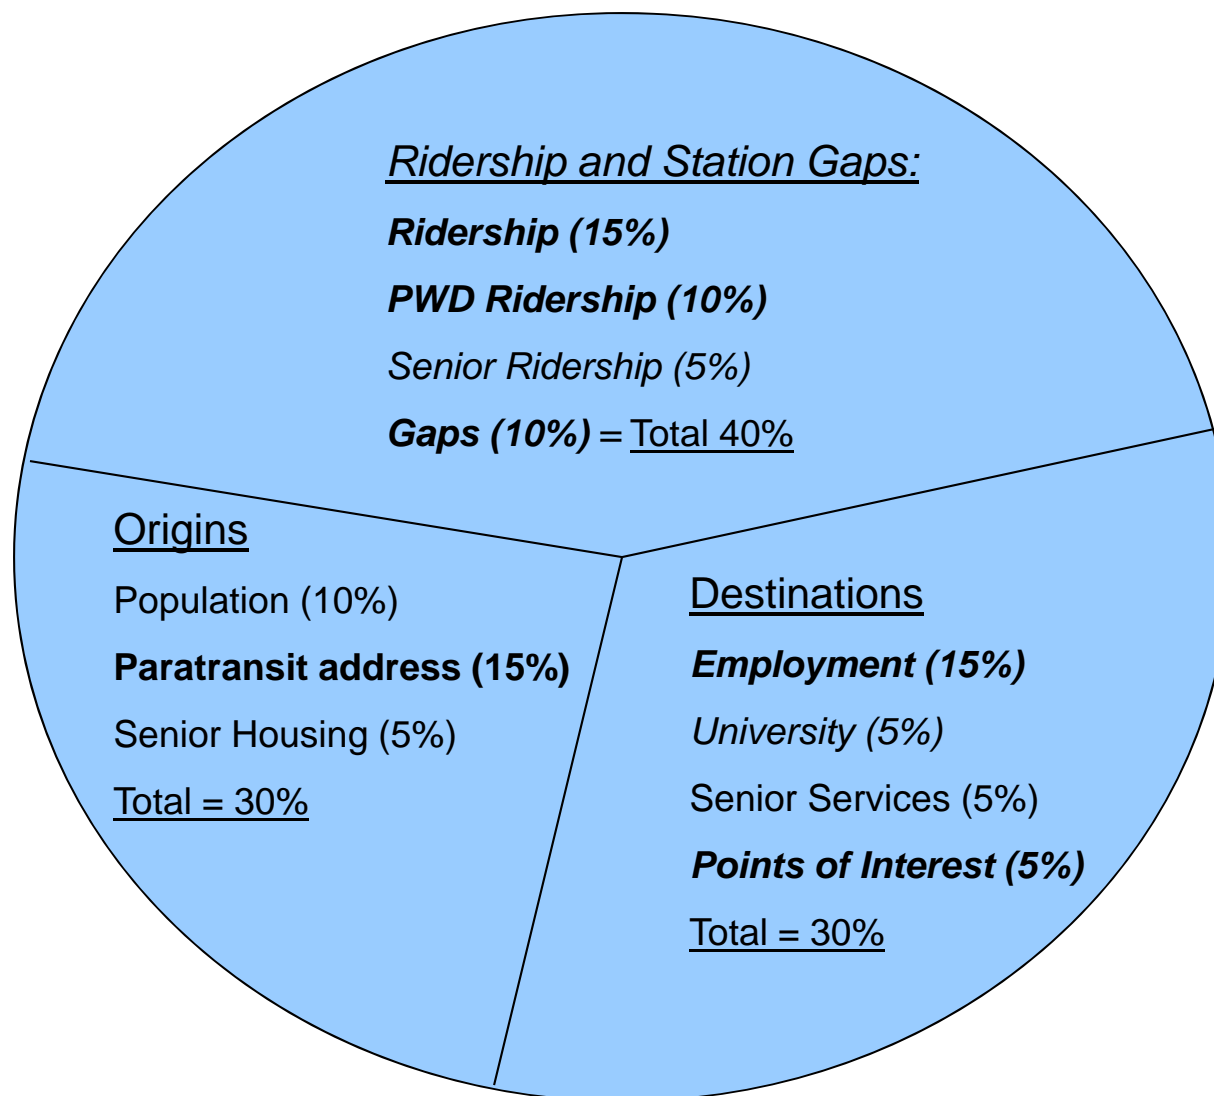 Ridership and Station Gaps:
Ridership (15%)
PWD Ridership (10%)
Senior Ridership (5%)
Gaps (10%) = Total 40%
Origins
Population (10%)
Paratransit address (15%)
Senior Housing (5%)
Total = 30%
Destinations
Employment (15%)
University (5%)
Senior Services (5%)
Points of Interest (5%)
Total = 30%